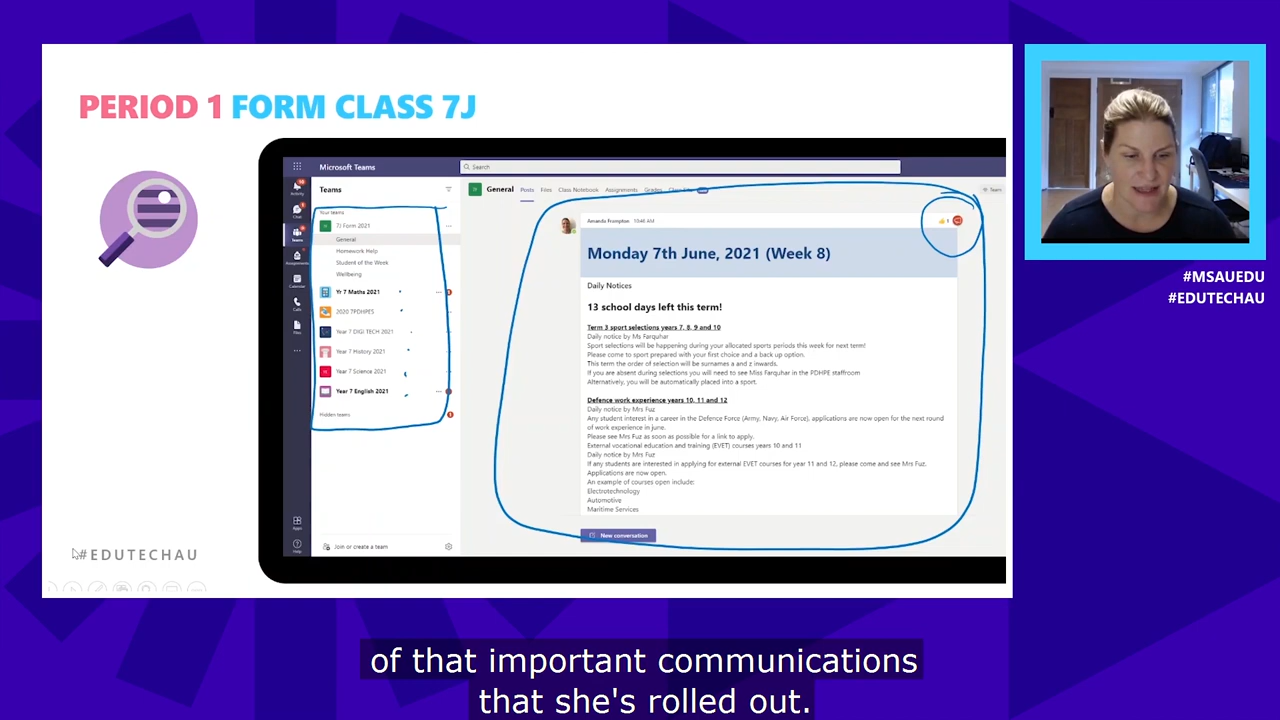 PERIOD 1 FORM CLASS 7J
#MSAUEDU
#EDUTECHAU
Microsoft Teams
Search
Teams
Your teams
7J Form 2021
General
Homework Help
Student of the Week
Wellbeing
Yr 7 Maths 2021
2020 7PDHPES
Year 7 DIGI TECH 2021
Year 7 History 2021
Year 7 Science 2021
Year 7 English 2021
Hidden teams
Join or create a team
Activity
Chat
Teams
Assignments
Calendar
Calls
Files
Apps
Help
General Posts Files Class Notebook Assignments Grades
Team
Amanda Frampton 10:46 AM
Monday 7th June, 2021 (Week 8)
Daily Notices
13 school days left this term!
Term 3 sport selections years 7, 8, 9 and 10
Daily notice by Ms Farquhar
Sport selections will be happening during your allocated sports periods this week for next term!
Please come to sport prepared with your first choice and a back up option.
This term the order of selection will be surnames a and z inwards.
If you are absent during selections you will need to see Miss Farquhar in the PDHPE staffroom
Alternatively, you will be automatically placed into a sport.
Defence work experience years 10, 11 and 12
Daily notice by Mrs Fuz
Any student interest in a career in the Defence Force (Army, Navy, Air Force), applications are now open for the next round
of work experience in june.
Please see Mrs Fuz as soon as possible for a link to apply.
External vocational education and training (EVET) courses years 10 and 11
Daily notice by Mrs Fuz
If any students are interested in applying for external EVET courses for year 11 and 12, please come and see Mrs Fuz.
Applications are now open.
An example of courses open include:
Electrotechnology
Automotive
Maritime Services
New conversation
#EDUTECHAU
of that important communications
that she's rolled out.